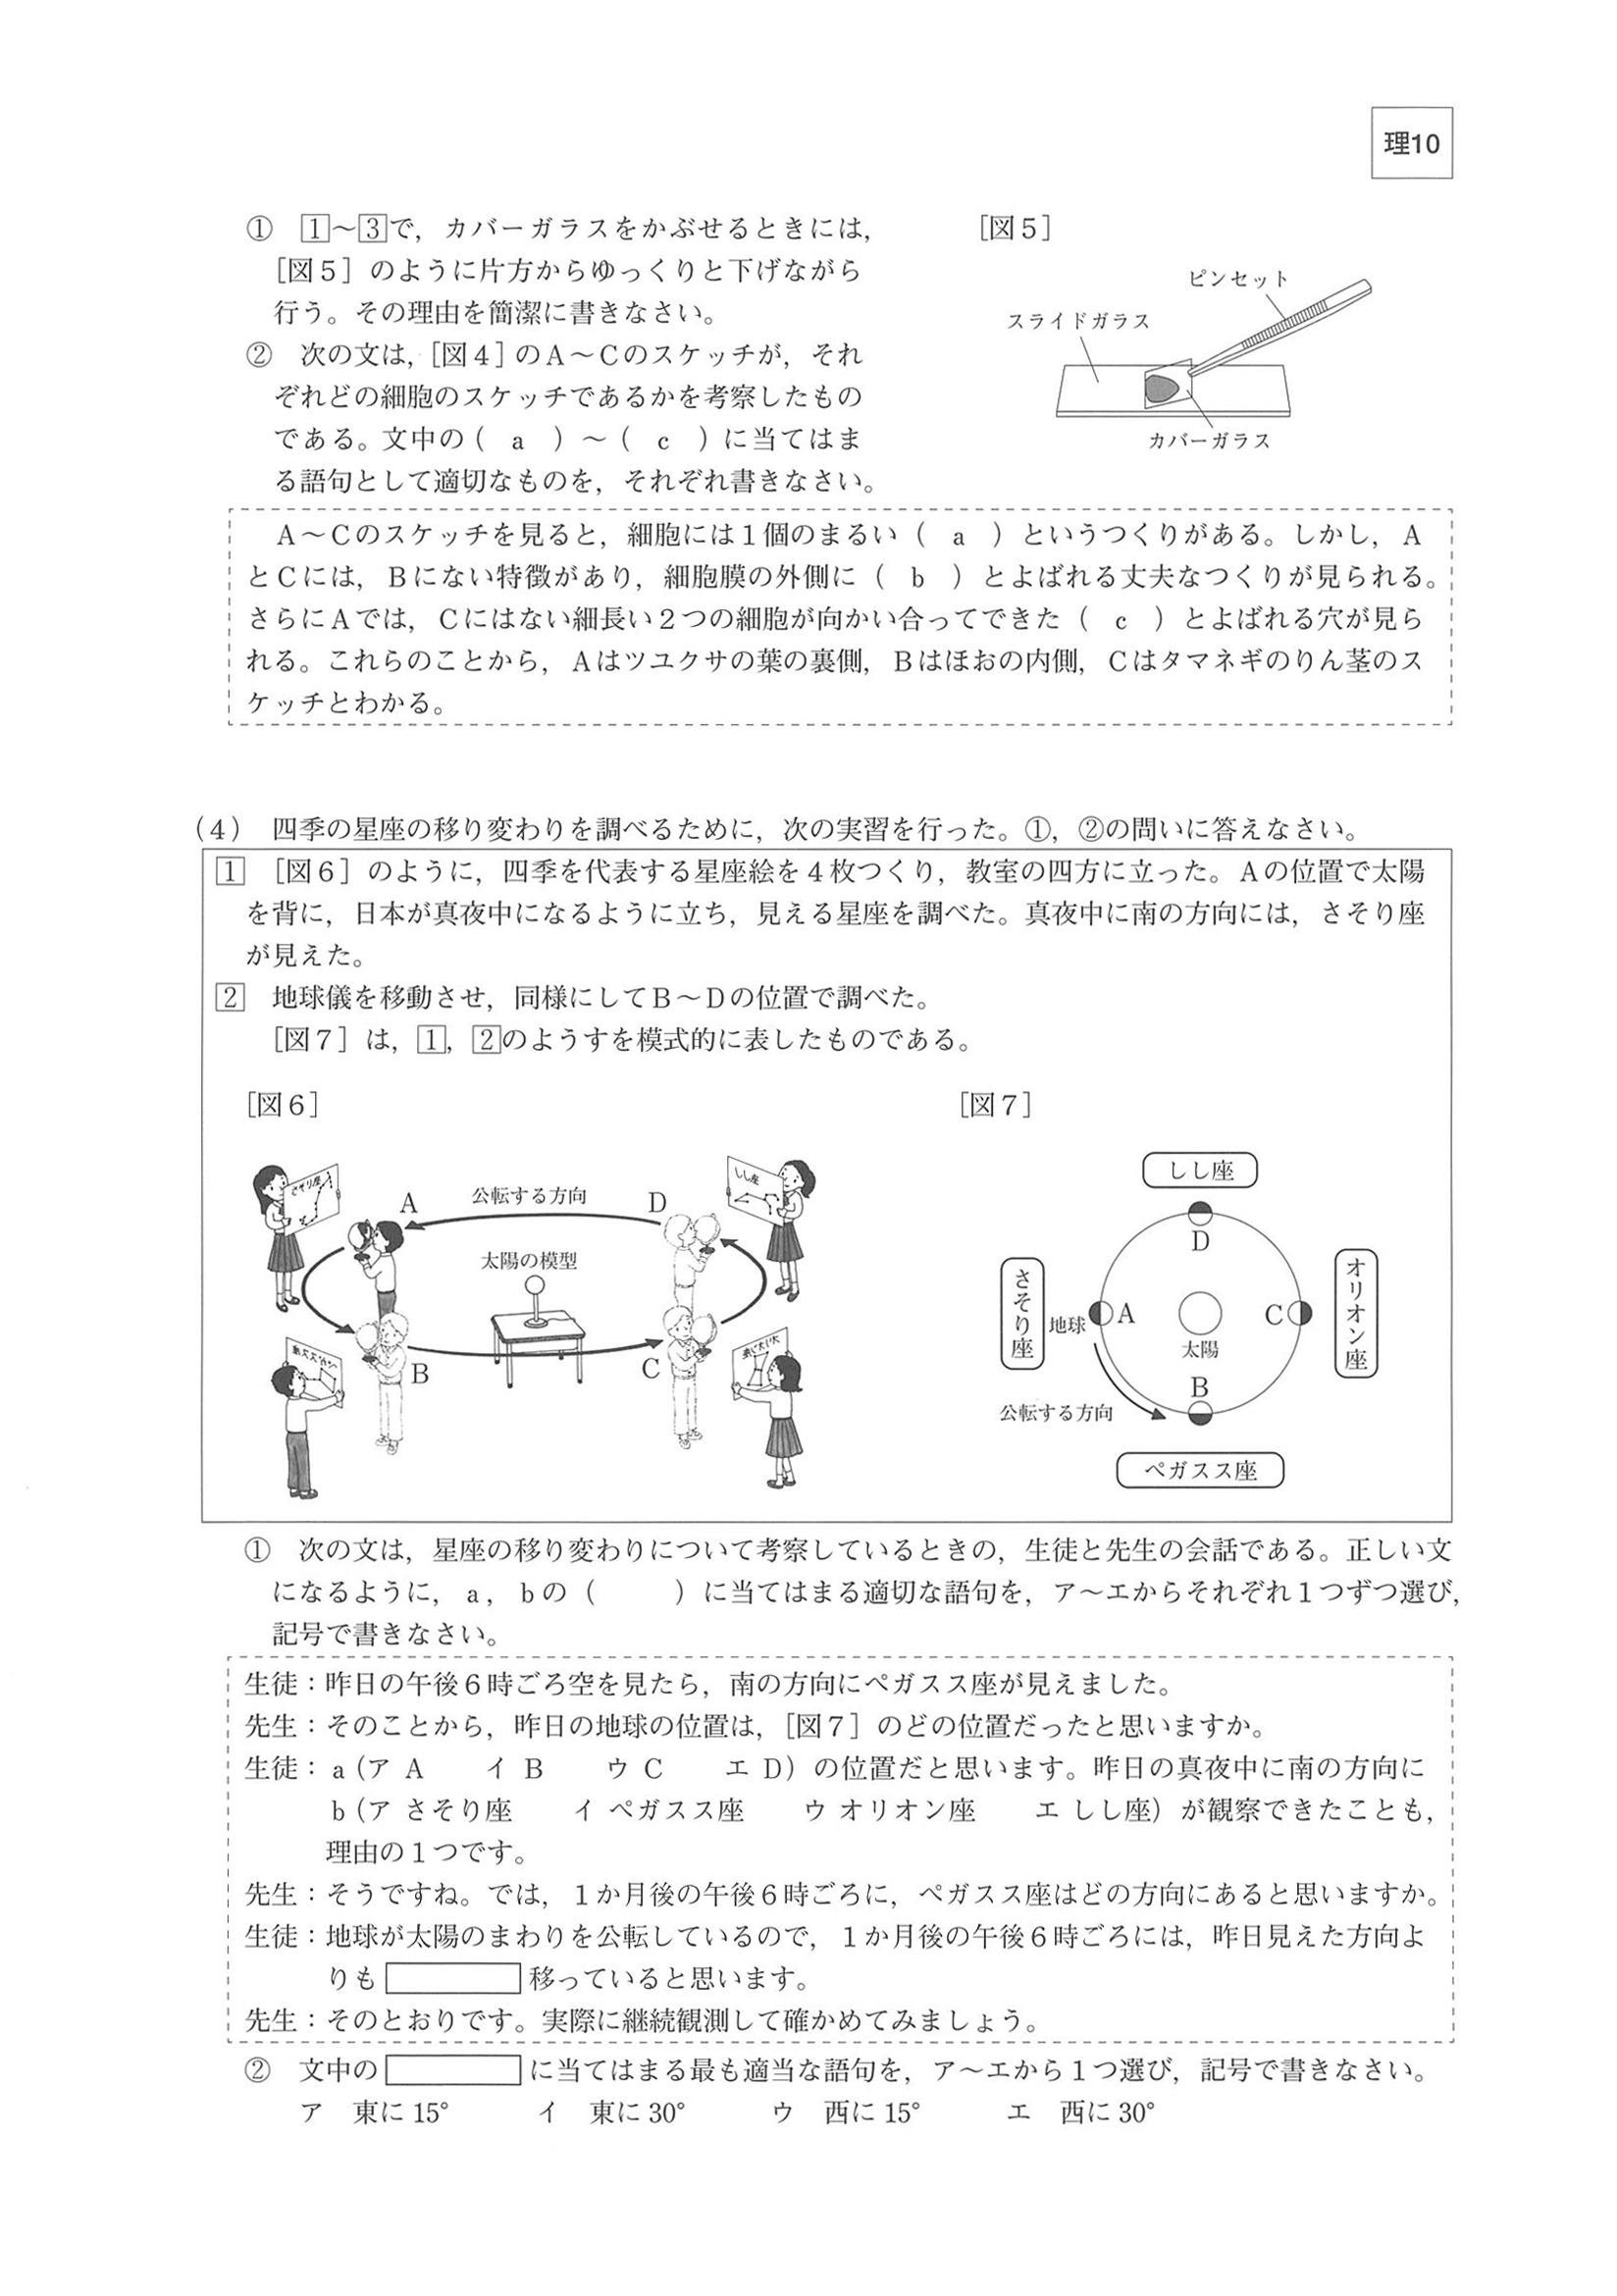 理10
① 1～3で，カバーガラスをかぶせるときには，
［図５］のように片方からゆっくりと下げながら
行う。その理由を簡潔に書きなさい。
② 次の文は，［図４］のＡ～Ｃのスケッチが，それ
ぞれどの細胞のスケッチであるかを考察したもの
である。文中の（ a ）～（ c ）に当てはま
る語句として適切なものを，それぞれ書きなさい。
［図５］
ピンセット
スライドガラス
カバーガラス
Ａ～Ｃのスケッチを見ると，細胞には１個のまるい（ a ）というつくりがある。しかし，Ａ
とＣには，Ｂにない特徴があり，細胞膜の外側に（ b ）とよばれる丈夫なつくりが見られる。
さらにＡでは，Ｃにはない細長い２つの細胞が向かい合ってできた（ c ）とよばれる穴が見ら
れる。これらのことから，Ａはツユクサの葉の裏側，Ｂはほおの内側，Ｃはタマネギのりん茎のス
ケッチとわかる。
（４） 四季の星座の移り変わりを調べるために，次の実習を行った。①，②の問いに答えなさい。
1 ［図６］のように，四季を代表する星座絵を４枚つくり，教室の四方に立った。Ａの位置で太陽
を背に，日本が真夜中になるように立ち，見える星座を調べた。真夜中に南の方向には，さそり座
が見えた。
2 地球儀を移動させ，同様にしてＢ～Ｄの位置で調べた。
［図７］は，1，2のようすを模式的に表したものである。
［図６］
さそり座
A
公転する方向
D
しし座
太陽の模型
B
C
［図７］
しし座
D
さそり座
地球
A
太陽
C
オリオン座
B
公転する方向
ペガスス座
① 次の文は，星座の移り変わりについて考察しているときの，生徒と先生の会話である。正しい文
になるように，a，bの（　　）に当てはまる適切な語句を，ア～エからそれぞれ１つずつ選び，
記号で書きなさい。
生徒：昨日の午後６時ごろ空を見たら，南の方向にペガスス座が見えました。
先生：そのことから，昨日の地球の位置は，［図７］のどの位置だったと思いますか。
生徒：a（ア A　イ B　ウ C　エ D）の位置だと思います。昨日の真夜中に南の方向に
b（ア さそり座　イ ペガスス座　ウ オリオン座　エ しし座）が観察できたことも，
理由の１つです。
先生：そうですね。では，１か月後の午後６時ごろに，ペガスス座はどの方向にあると思いますか。
生徒：地球が太陽のまわりを公転しているので，１か月後の午後６時ごろには，昨日見えた方向よ
りも　　　移っていると思います。
先生：そのとおりです。実際に継続観測して確かめてみましょう。
② 文中の　　　に当てはまる最も適当な語句を，ア～エから１つ選び，記号で書きなさい。
ア 東に 15°　イ 東に 30°　ウ 西に 15°　エ 西に 30°